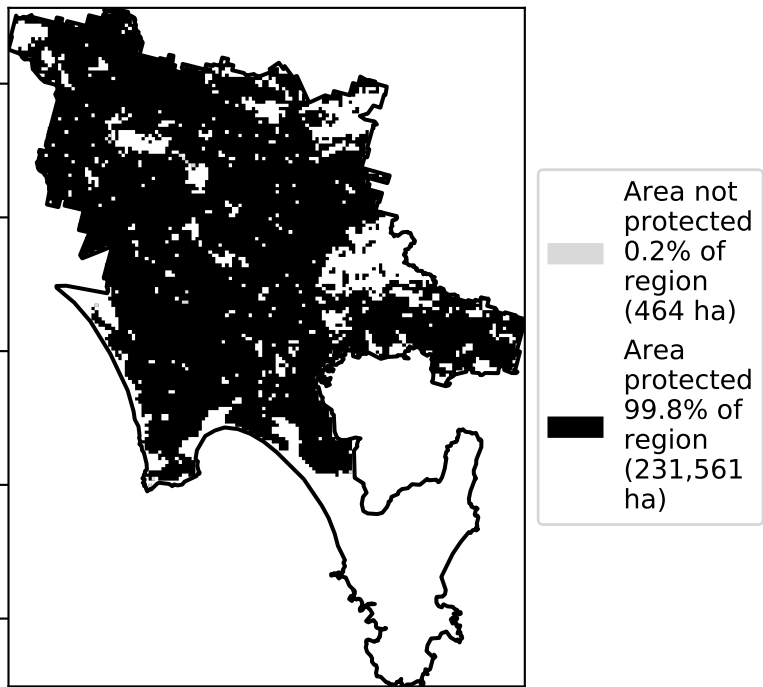 Area not
protected
0.2% of
region
(464 ha)
Area
protected
99.8% of
region
(231,561
ha)